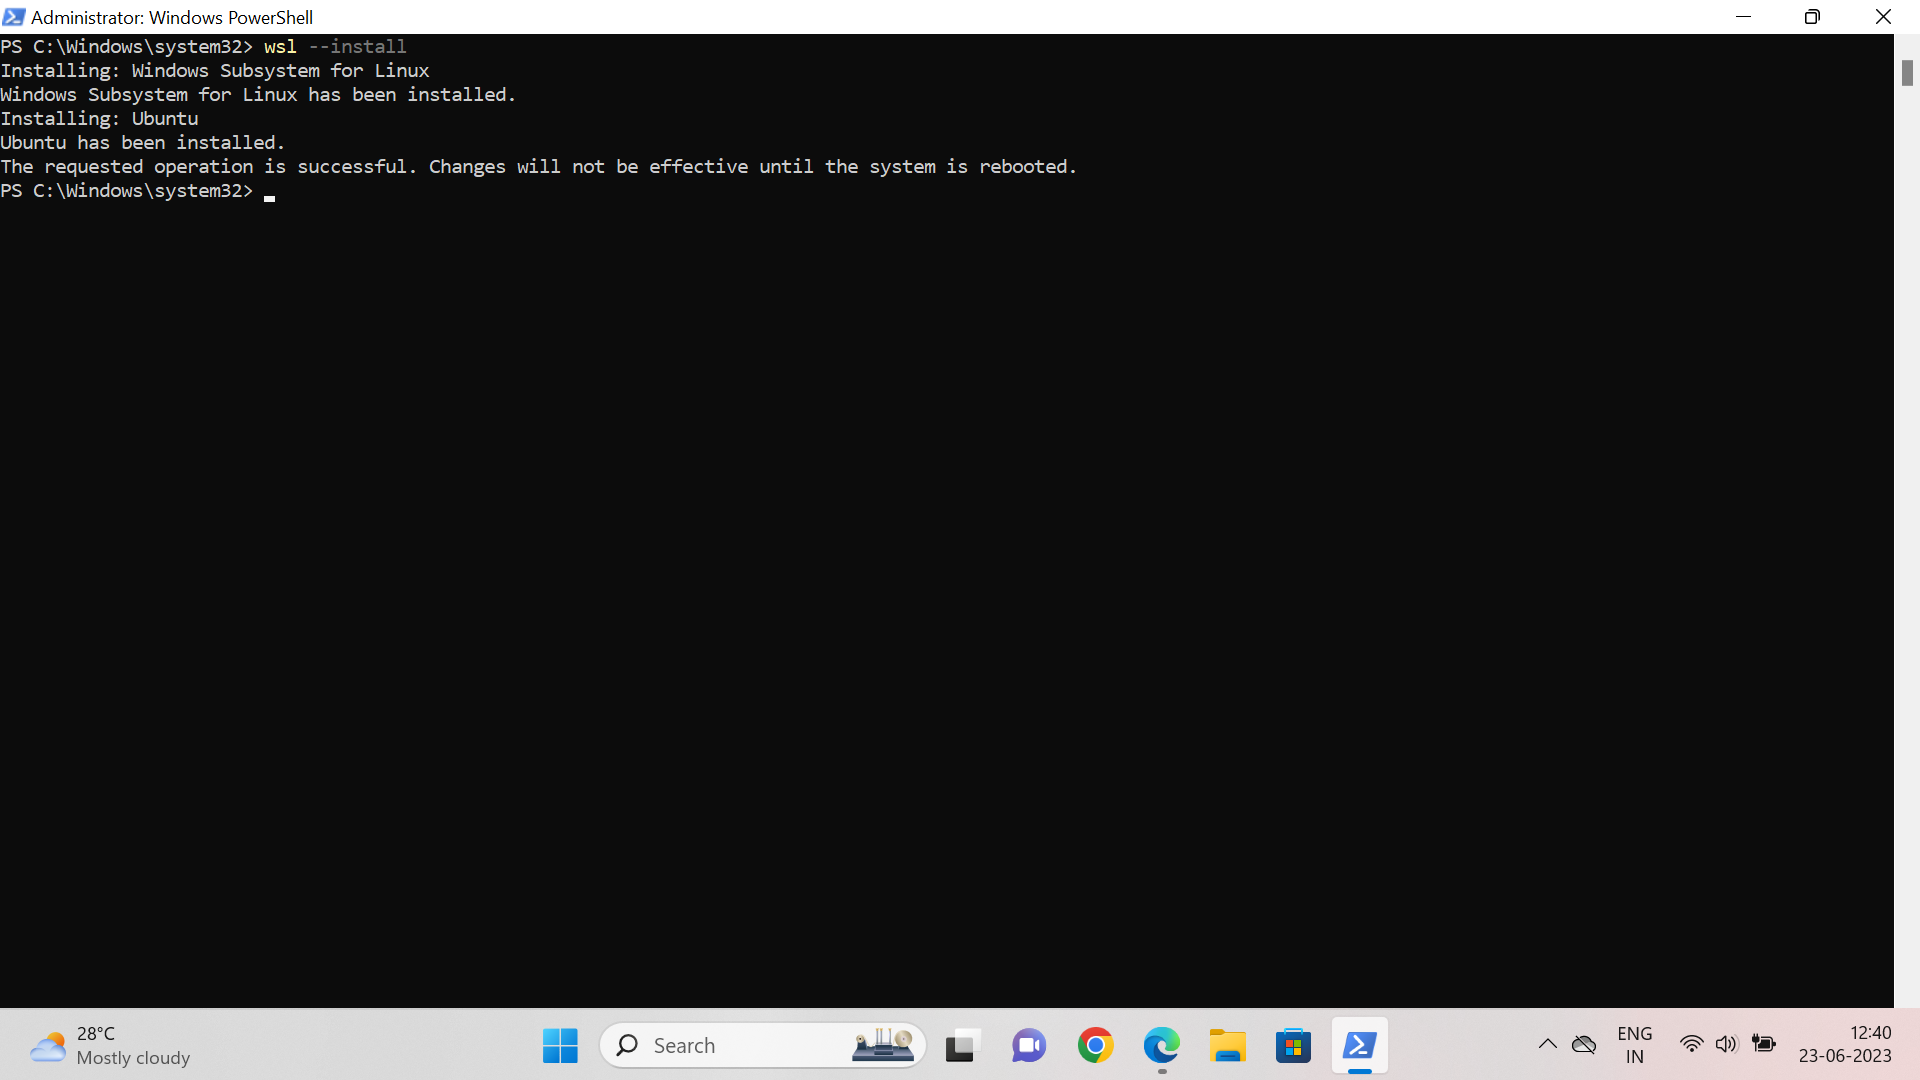 Administrator: Windows PowerShell
PS C:\Windows\system32> wsl --install
Installing: Windows Subsystem for Linux
Windows Subsystem for Linux has been installed.
Installing: Ubuntu
Ubuntu has been installed.
The requested operation is successful. Changes will not be effective until the system is rebooted.
PS C:\Windows\system32>
28°C
Mostly cloudy
Search
ENG
IN
12:40
23-06-2023